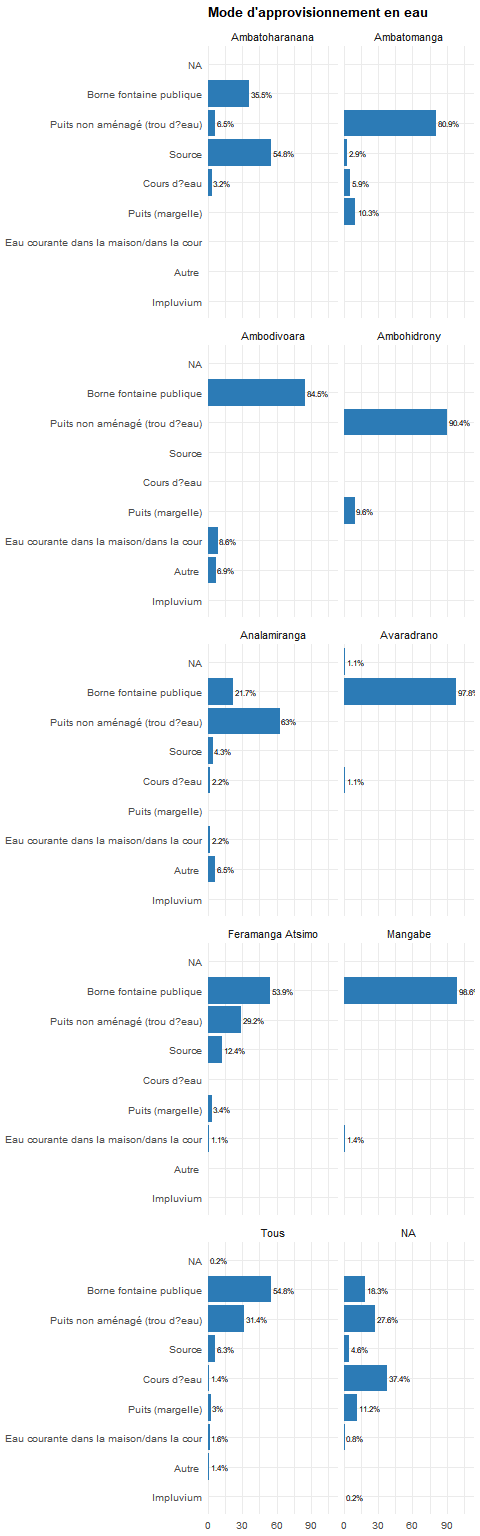 Mode d'approvisionnement en eau
Ambatoharanana Ambatomanga
NA
Borne fontaine publique 35.5%
Puits non aménagé (trou d?eau) 6.5% 80.9%
Source 54.8% 2.9%
Cours d?eau 3.2% 5.9%
Puits (margelle) 10.3%
Eau courante dans la maison/dans la cour
Autre
Impluvium
Ambodivoara Ambohidrony
NA
Borne fontaine publique 84.5%
Puits non aménagé (trou d?eau) 90.4%
Source
Cours d?eau
Puits (margelle) 9.6%
Eau courante dans la maison/dans la cour 8.6%
Autre 6.9%
Impluvium
Analamiranga Avaradrano
NA 1.1%
Borne fontaine publique 21.7% 97.8%
Puits non aménagé (trou d?eau) 63%
Source 4.3%
Cours d?eau 2.2% 1.1%
Puits (margelle)
Eau courante dans la maison/dans la cour 2.2%
Autre 6.5%
Impluvium
Feramanga Atsimo Mangabe
NA
Borne fontaine publique 53.9% 98.6%
Puits non aménagé (trou d?eau) 29.2%
Source 12.4%
Cours d?eau
Puits (margelle) 3.4%
Eau courante dans la maison/dans la cour 1.1% 1.4%
Autre
Impluvium
Tous NA
NA 0.2%
Borne fontaine publique 54.8% 18.3%
Puits non aménagé (trou d?eau) 31.4% 27.6%
Source 6.3% 4.6%
Cours d?eau 1.4% 37.4%
Puits (margelle) 3% 11.2%
Eau courante dans la maison/dans la cour 1.6% 0.8%
Autre 1.4%
Impluvium 0.2%
0 30 60 90 0 30 60 90